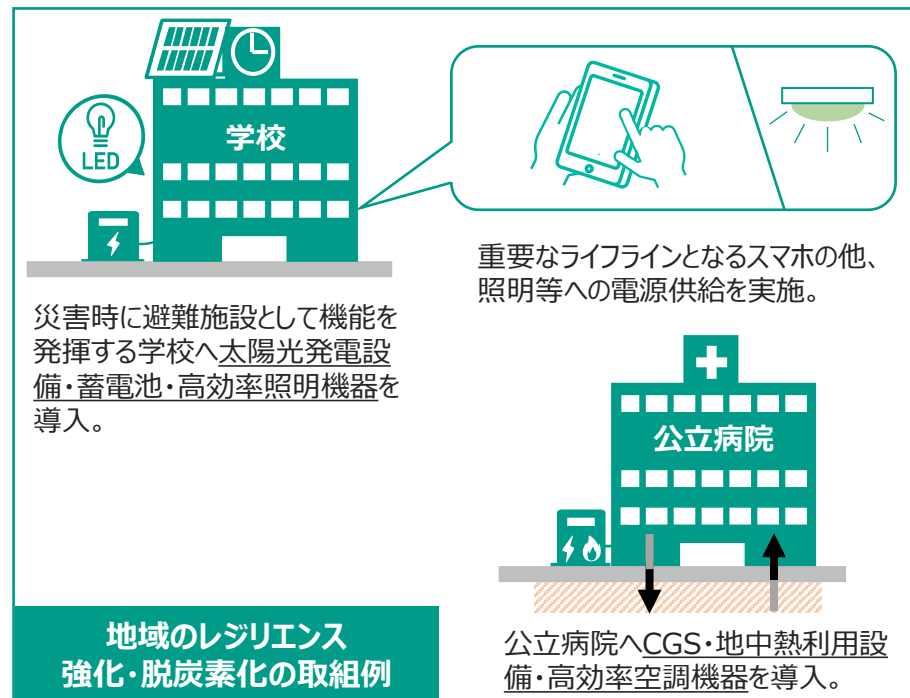 学校
LED
災害時に避難施設として機能を
発揮する学校へ太陽光発電設
備・蓄電池・高効率照明機器を
導入。
重要なライフラインとなるスマホの他、
照明等への電源供給を実施。
公立病院
公立病院へCGS・地中熱利用設
備・高効率空調機器を導入。
地域のレジリエンス
強化・脱炭素化の取組例